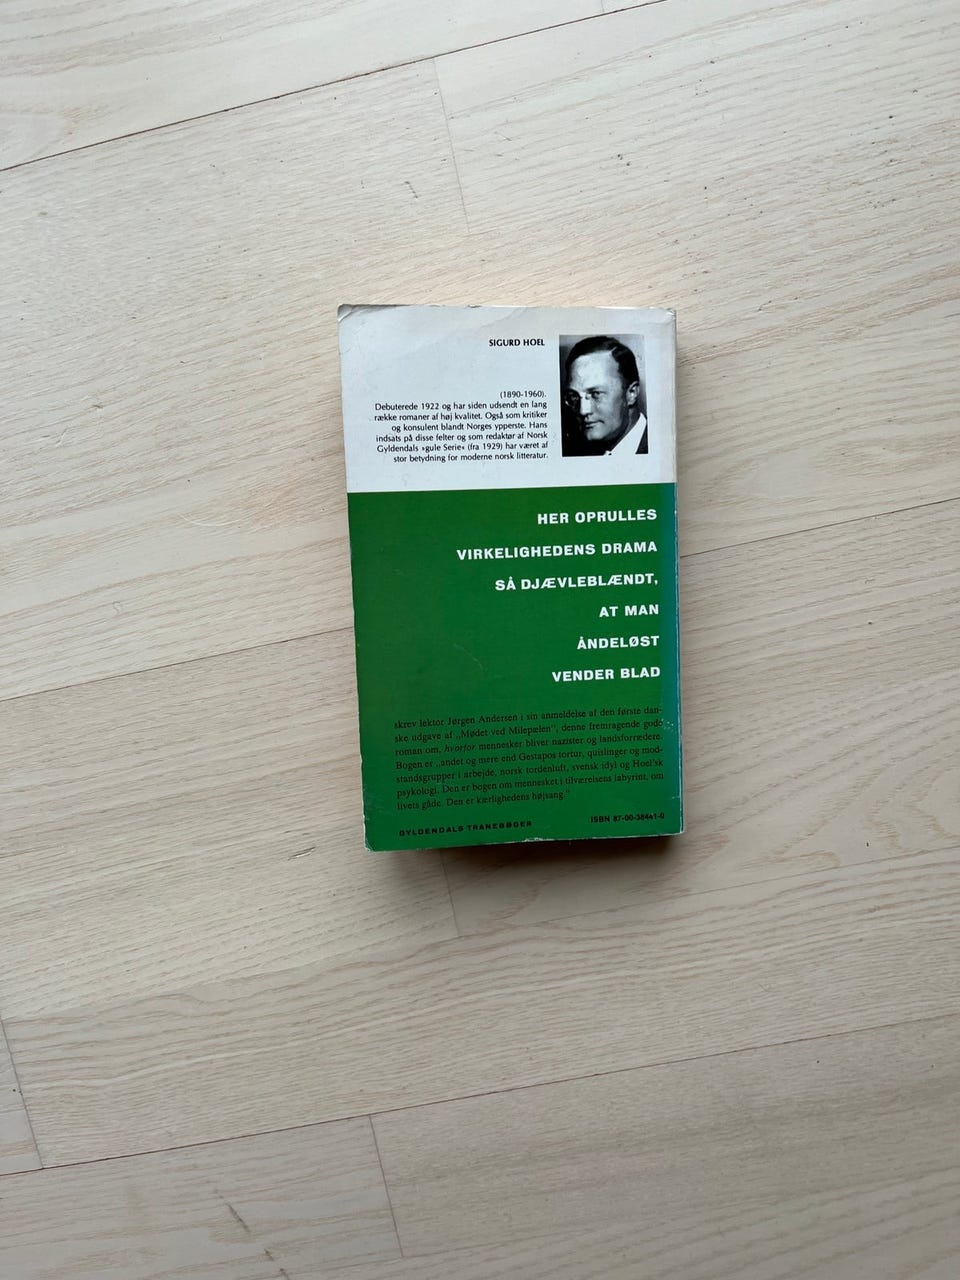 SIGURD HOEL
(1890-1960).
Debuterede 1922 og har siden udsendt en lang
række romaner af høj kvalitet. Også som kritiker
og konsulent blandt Norges ypperste. Hans
indsats på disse felter og som redaktør af Norsk
Gyldendals »gule Serie« (fra 1929) har været af
stor betydning for moderne norsk litteratur.
HER OPRULLES
VIRKELIGHEDENS DRAMA
SÅ DJÆVLEBLÆNDT,
AT MAN
ÅNDELØST
VENDER BLAD
skrev lektor Jørgen Andersen i sin anmeldelse af den første dan-
ske udgave af „Mødet ved Milepælen", denne fremragende gode
roman om, hvorfor mennesker bliver nazister og landsforrædere.
Bogen er „andet og mere end Gestapos tortur, quislinger og mod-
standsgrupper i arbejde, norsk tordenluft, svensk idyl og Hoel'sk
psykologi. Den er bogen om mennesket i tilværelsens labyrint, om
livets gåde. Den er kærlighedens højsang."
GYLDENDALS TRANEBØGER
ISBN 87-00-38441-0